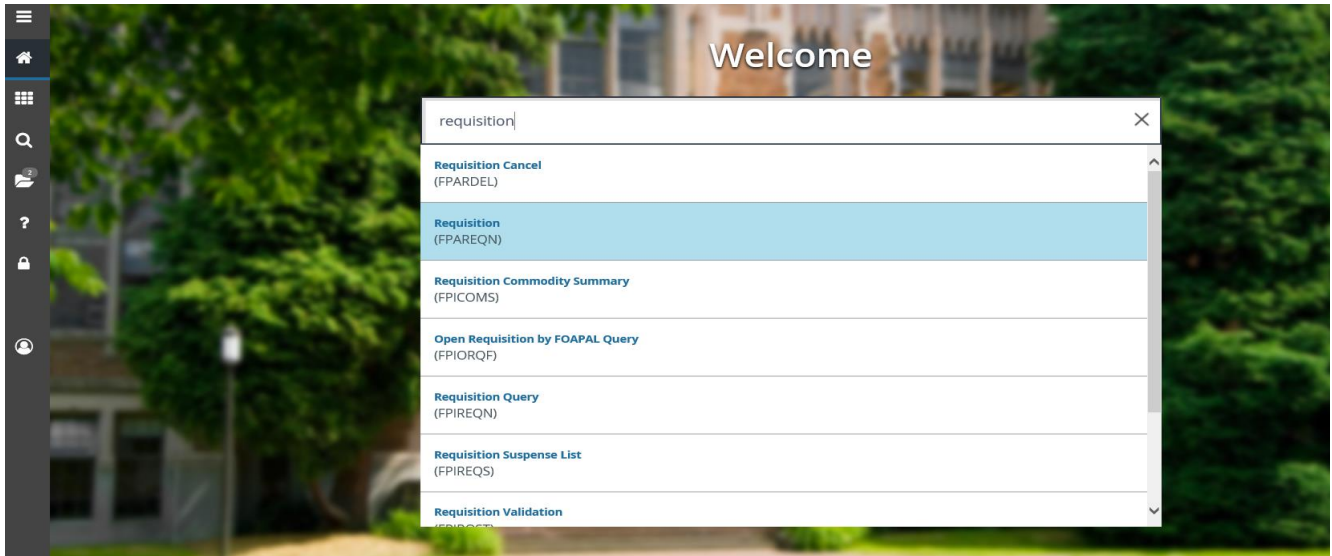 Welcome
requisition
Requisition Cancel
(FPARDEL)
Requisition
(FPAREQN)
Requisition Commodity Summary
(FPICOMS)
Open Requisition by FOAPAL Query
(FPIORQF)
Requisition Query
(FPIREQN)
2
Requisition Suspense List
(FPIREQS)
Requisition Validation